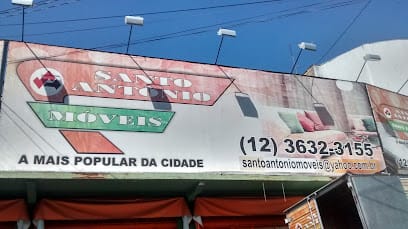 SANTO
ANTONIO
MÓVEIS
A MAIS POPULAR DA CIDADE
(12) 3632-3155
santoantoniomoveis@yahoo.com.br